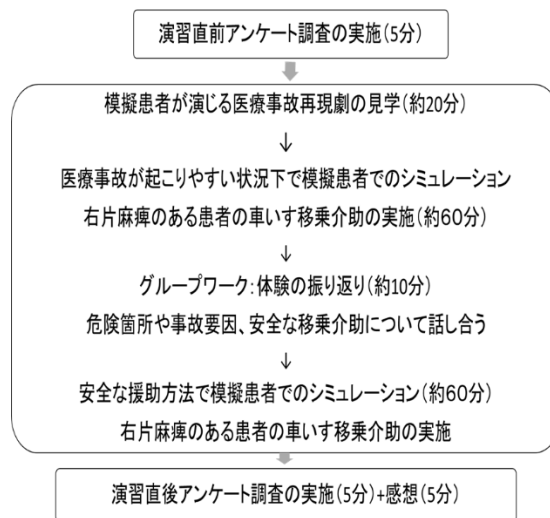 演習直前アンケート調査の実施(5分)
模擬患者が演じる医療事故再現劇の見学(約20分)
↓
医療事故が起こりやすい状況下で模擬患者でのシミュレーション
右片麻痺のある患者の車いす移乗介助の実施(約60分)
↓
グループワーク:体験の振り返り(約10分)
危険箇所や事故要因、安全な移乗介助について話し合う
↓
安全な援助方法で模擬患者でのシミュレーション(約60分)
右片麻痺のある患者の車いす移乗介助の実施
演習直後アンケート調査の実施(5分)+感想(5分)